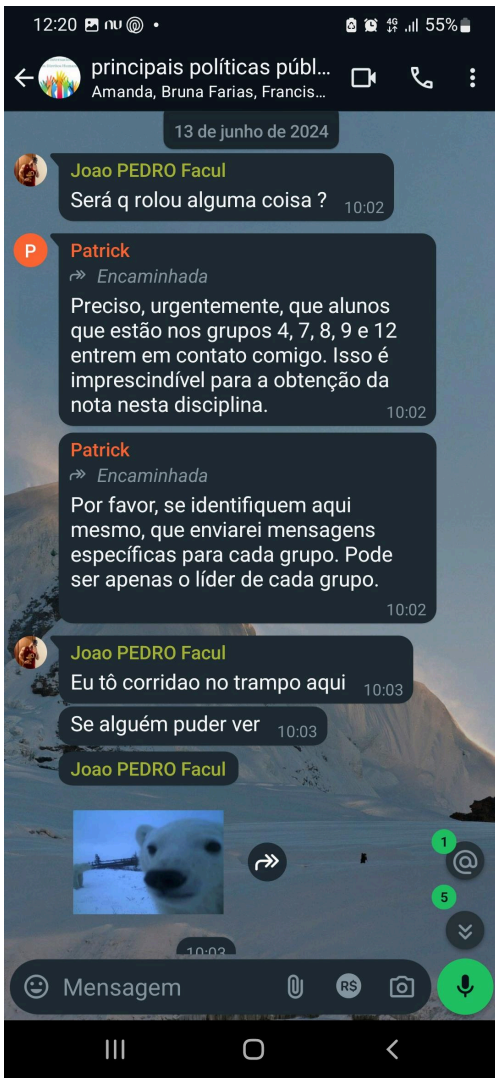 12:20
4G
55%
principais políticas públ...
Amanda, Bruna Farias, Francis...
13 de junho de 2024
Joao PEDRO Facul
Será q rolou alguma coisa ?
10:02
P
Patrick
Encaminhada
Preciso, urgentemente, que alunos
que estão nos grupos 4, 7, 8, 9 e 12
entrem em contato comigo. Isso é
imprescindível para a obtenção da
nota nesta disciplina.
10:02
Patrick
Encaminhada
Por favor, se identifiquem aqui
mesmo, que enviarei mensagens
específicas para cada grupo. Pode
ser apenas o líder de cada grupo.
10:02
Joao PEDRO Facul
Eu tô corridao no trampo aqui
10:03
Se alguém puder ver
10:03
Joao PEDRO Facul
1
@
5
10:03
Mensagem
R$